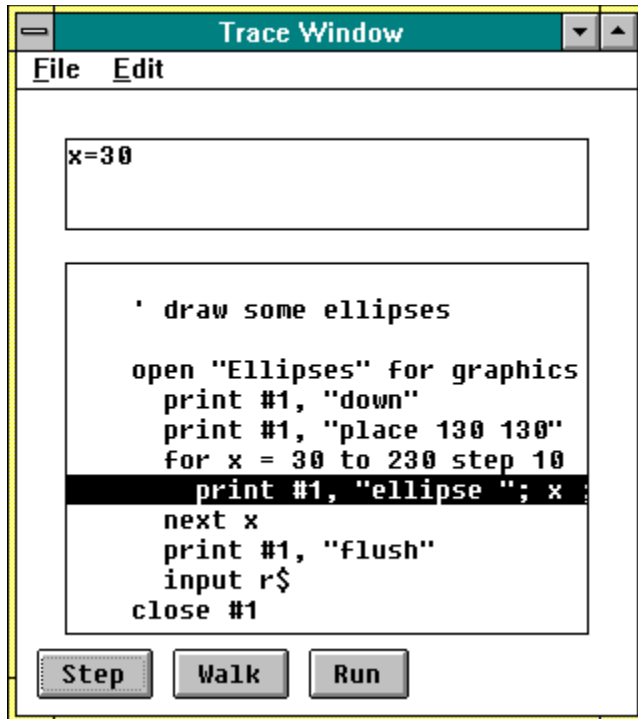 Trace Window
File Edit
x=30
' draw some ellipses
open "Ellipses" for graphics
print #1, "down"
print #1, "place 130 130"
for x = 30 to 230 step 10
print #1, "ellipse "; x ;
next x
print #1, "flush"
input r$
close #1
Step Walk Run